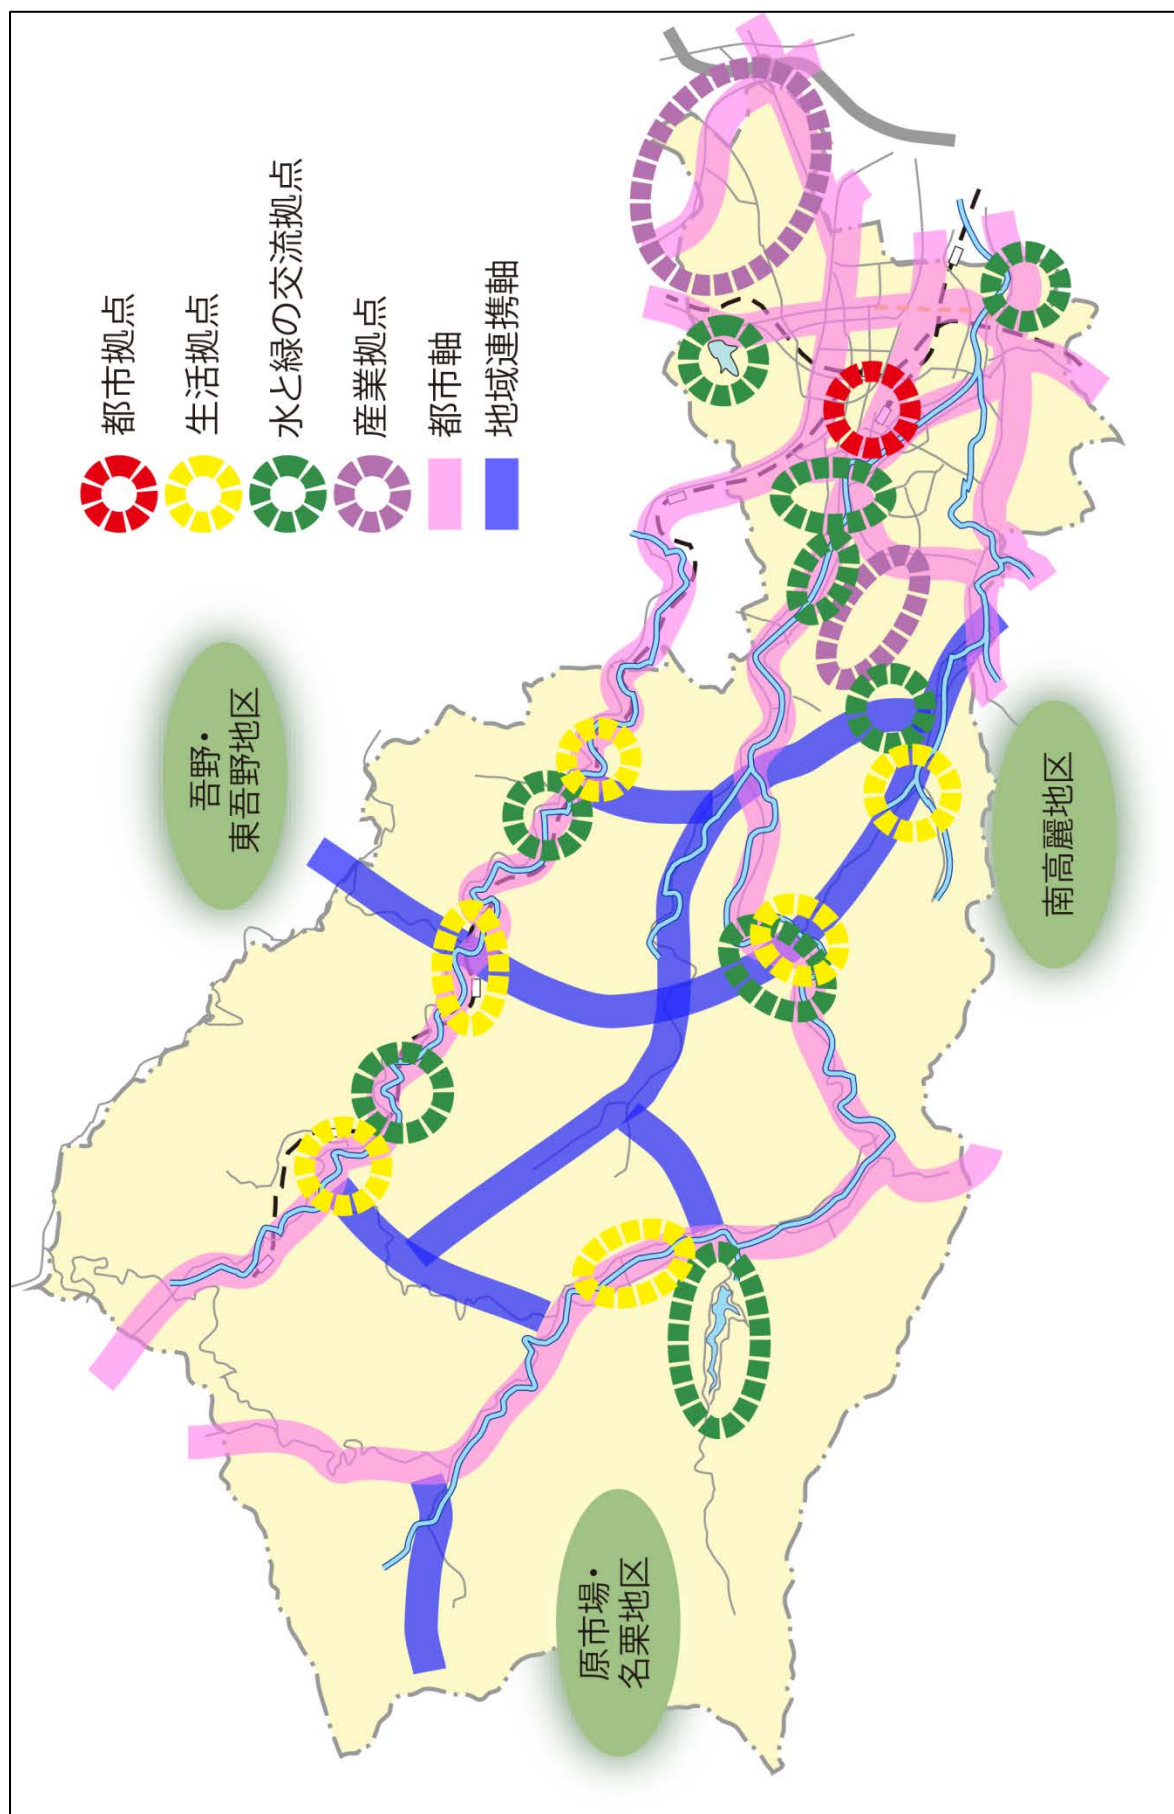 都市拠点
生活拠点
水と緑の交流拠点
産業拠点
都市軸
地域連携軸
吾野・
東吾野地区
原市場・
名栗地区
南高麗地区